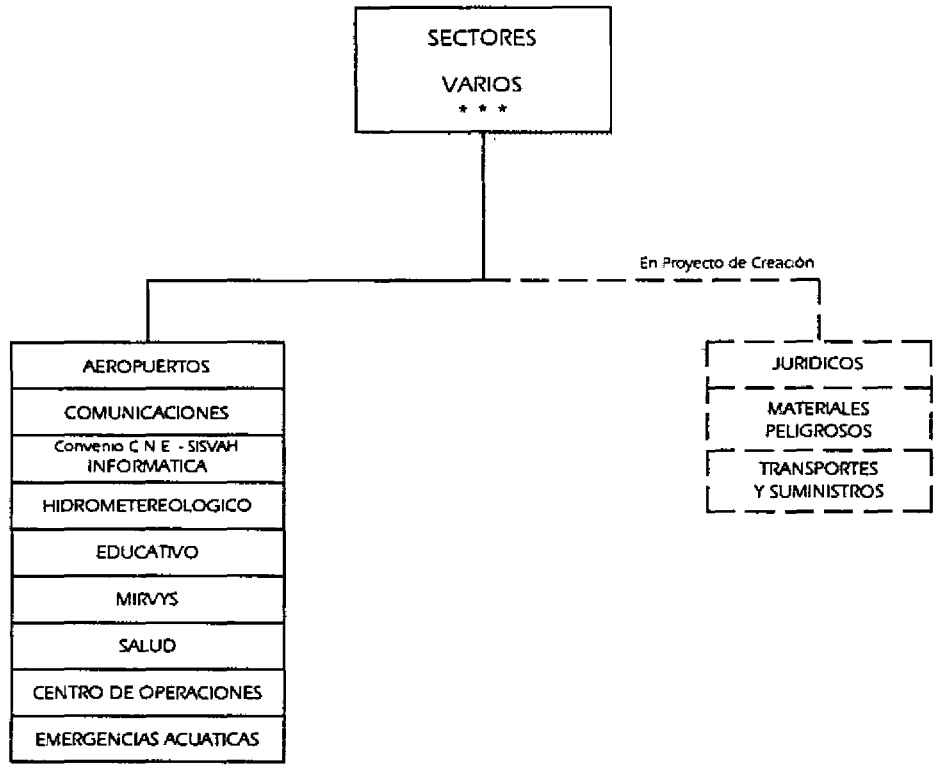 SECTORES
VARIOS
* * *
En Proyecto de Creación
AEROPUERTOS
COMUNICACIONES
Convenio C N E - SISVAH
INFORMATICA
HIDROMETEREOLOGICO
EDUCATIVO
MIRVYS
SALUD
CENTRO DE OPERACIONES
EMERGENCIAS ACUATICAS
JURIDICOS
MATERIALES
PELIGROSOS
TRANSPORTES
Y SUMINISTROS